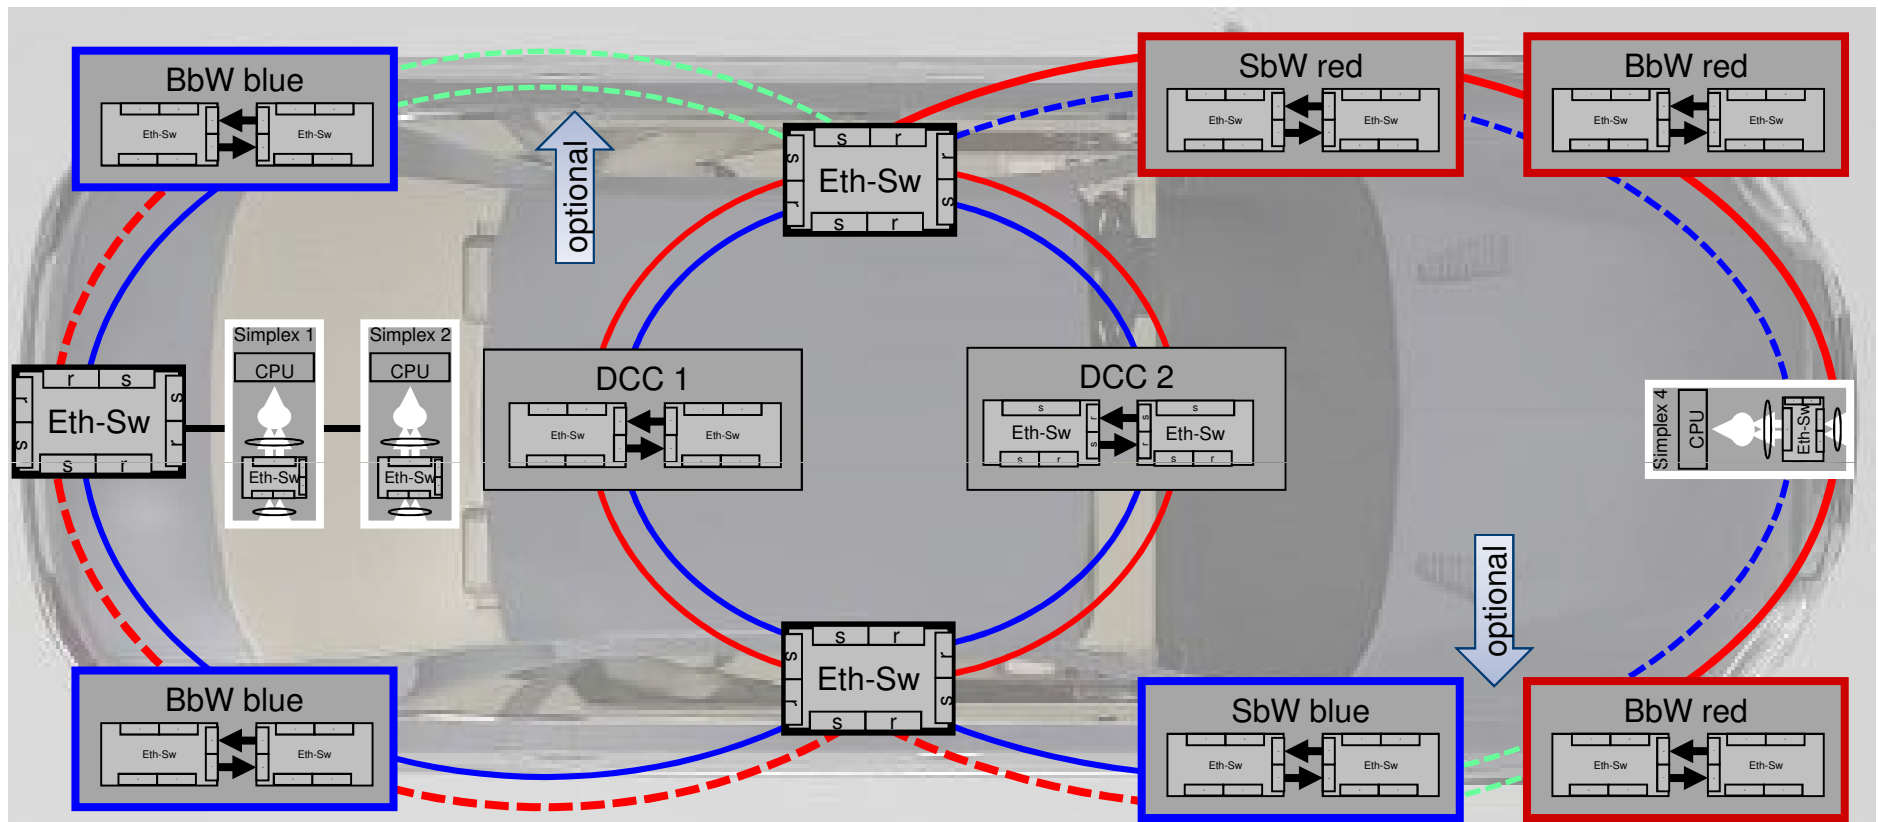 BbW blue
Eth-Sw
Eth-Sw
SbW red
Eth-Sw
Eth-Sw
BbW red
Eth-Sw
Eth-Sw
optional
s r
s
r
Eth-Sw
r
s
s r
Simplex 1
CPU
Eth-Sw
Simplex 2
CPU
Eth-Sw
r s
r
s
Eth-Sw
s
r
s r
DCC 1
Eth-Sw
Eth-Sw
DCC 2
s
s
r
s
Eth-Sw
s
r
Eth-Sw
s r
s r
Simplex 4
CPU
Eth-Sw
optional
BbW blue
Eth-Sw
Eth-Sw
s r
s
r
Eth-Sw
r
s
s r
SbW blue
Eth-Sw
Eth-Sw
BbW red
Eth-Sw
Eth-Sw